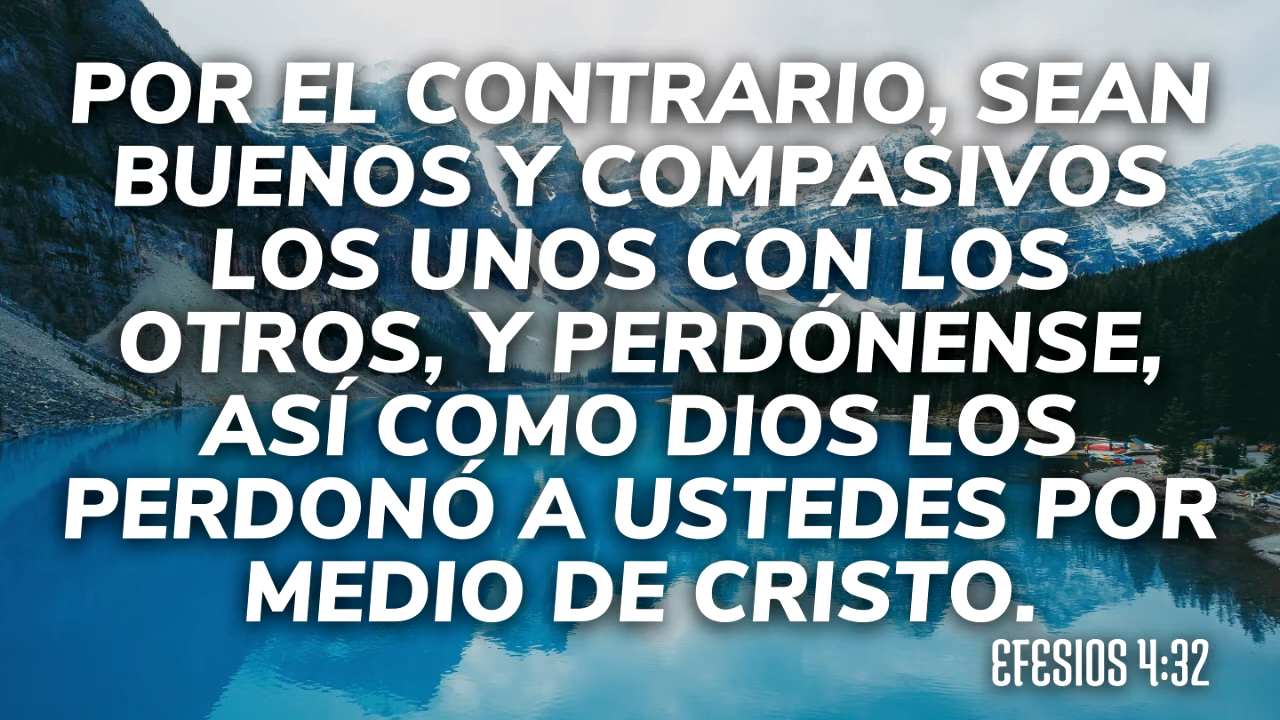 POR EL CONTRARIO, SEAN
BUENOS Y COMPASIVOS
LOS UNOS CON LOS
OTROS, Y PERDÓNENSE,
ASÍ COMO DIOS LOS
PERDONÓ A USTEDES POR
MEDIO DE CRISTO.
EFESIOS 4:32